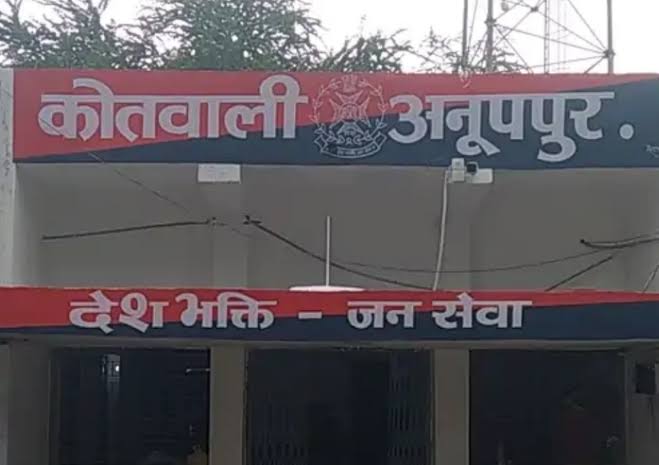 कोतवाली अनूपपुर .
देश भक्ति - जन सेवा